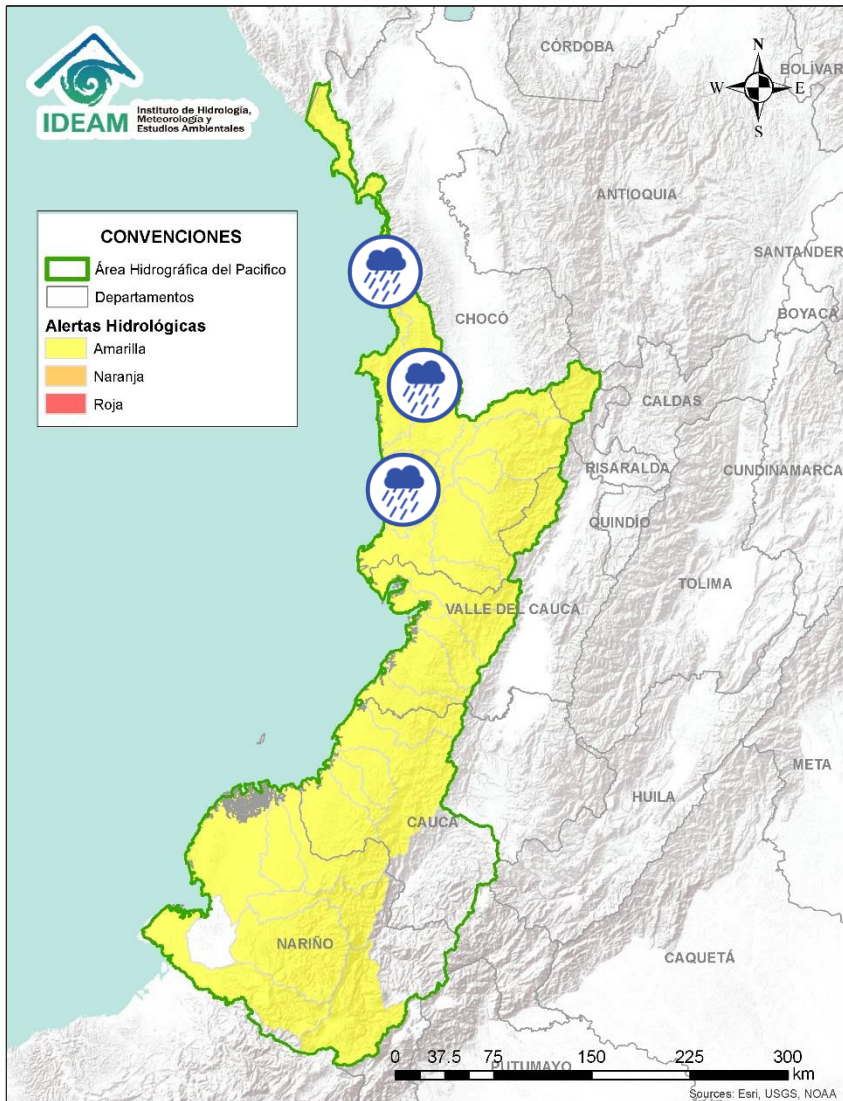 IDEAM
Instituto de Hidrología,
Meteorología y
Estudios Ambientales
N
W
E
S
CÓRDOBA
BOLÍVAR
ANTIOQUIA
SANTANDER
BOYACÁ
CHOCÓ
CALDAS
RISARALDA
CUNDINAMARCA
QUINDÍO
TOLIMA
VALLE DEL CAUCA
META
HUILA
CAUCA
NARIÑO
CAQUETÁ
PUTUMAYO
CONVENCIONES
Área Hidrográfica del Pacifico
Departamentos
Alertas Hidrológicas
Amarilla
Naranja
Roja
0 37.5 75 150 225 300
km
Sources: Esri, USGS, NOAA